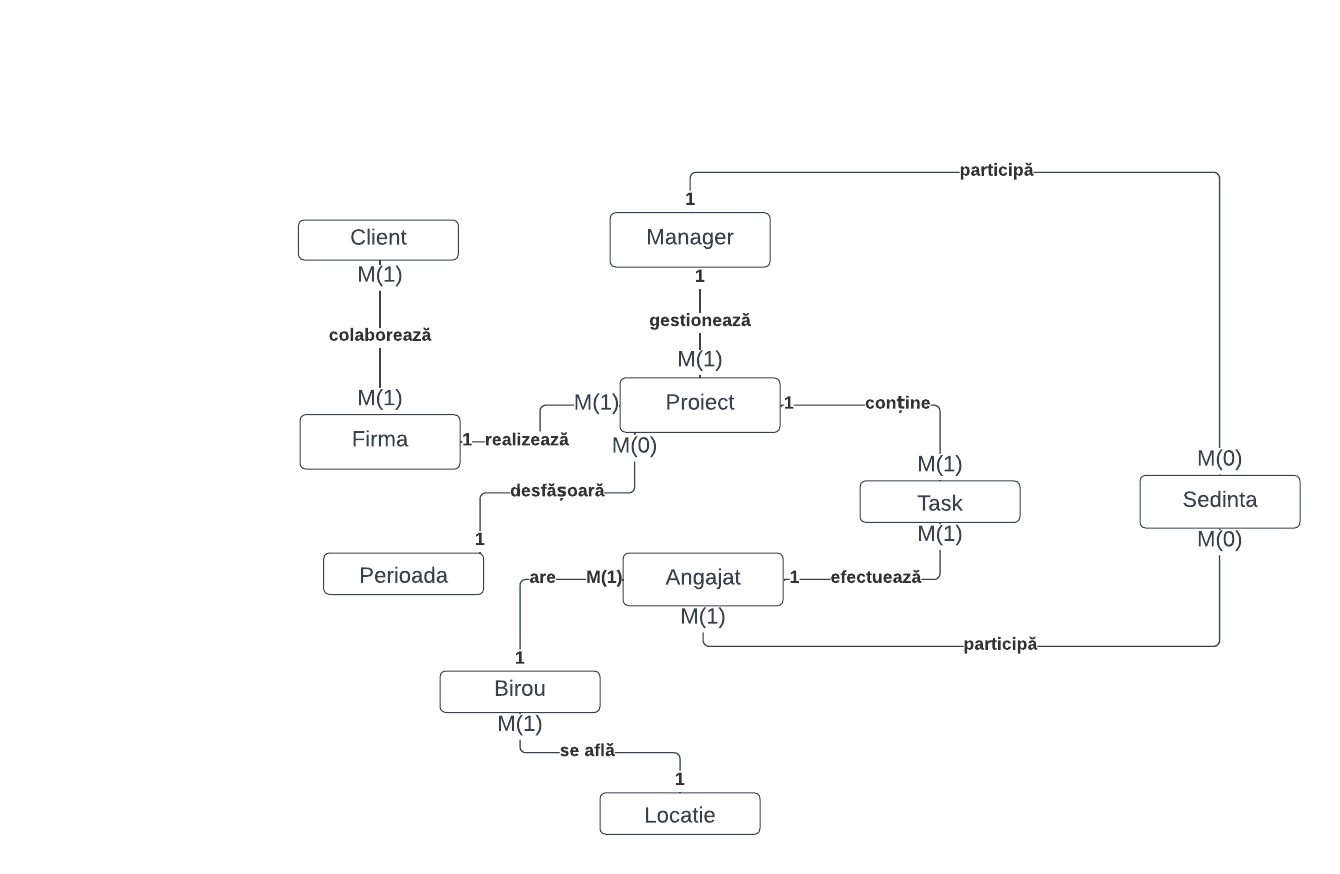 participă
1
Client
Manager
M(1)
1
gestionează
colaborează
M(1)
M(1)
Firma
M(1)
Proiect
1
conține
1
realizează
M(0)
M(1)
M(0)
desfășoară
Task
Sedinta
1
M(1)
M(0)
Perioada
are
M(1)
Angajat
1
efectuează
M(1)
participă
1
Birou
M(1)
se află
1
Locatie